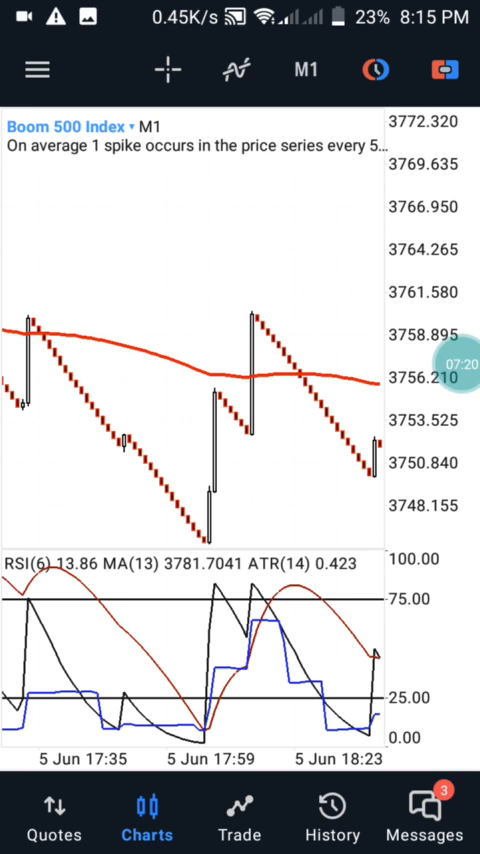 0.45K/s 23% 8:15 PM
M1
Boom 500 Index ▾ M1
On average 1 spike occurs in the price series every 5...
3772.320
3769.635
3766.950
3764.265
3761.580
3758.895
07:20
3756.210
3753.525
3750.840
3748.155
RSI(6) 13.86 MA(13) 3781.7041 ATR(14) 0.423
100.00
75.00
25.00
0.00
5 Jun 17:35 5 Jun 17:59 5 Jun 18:23
3
Quotes Charts Trade History Messages